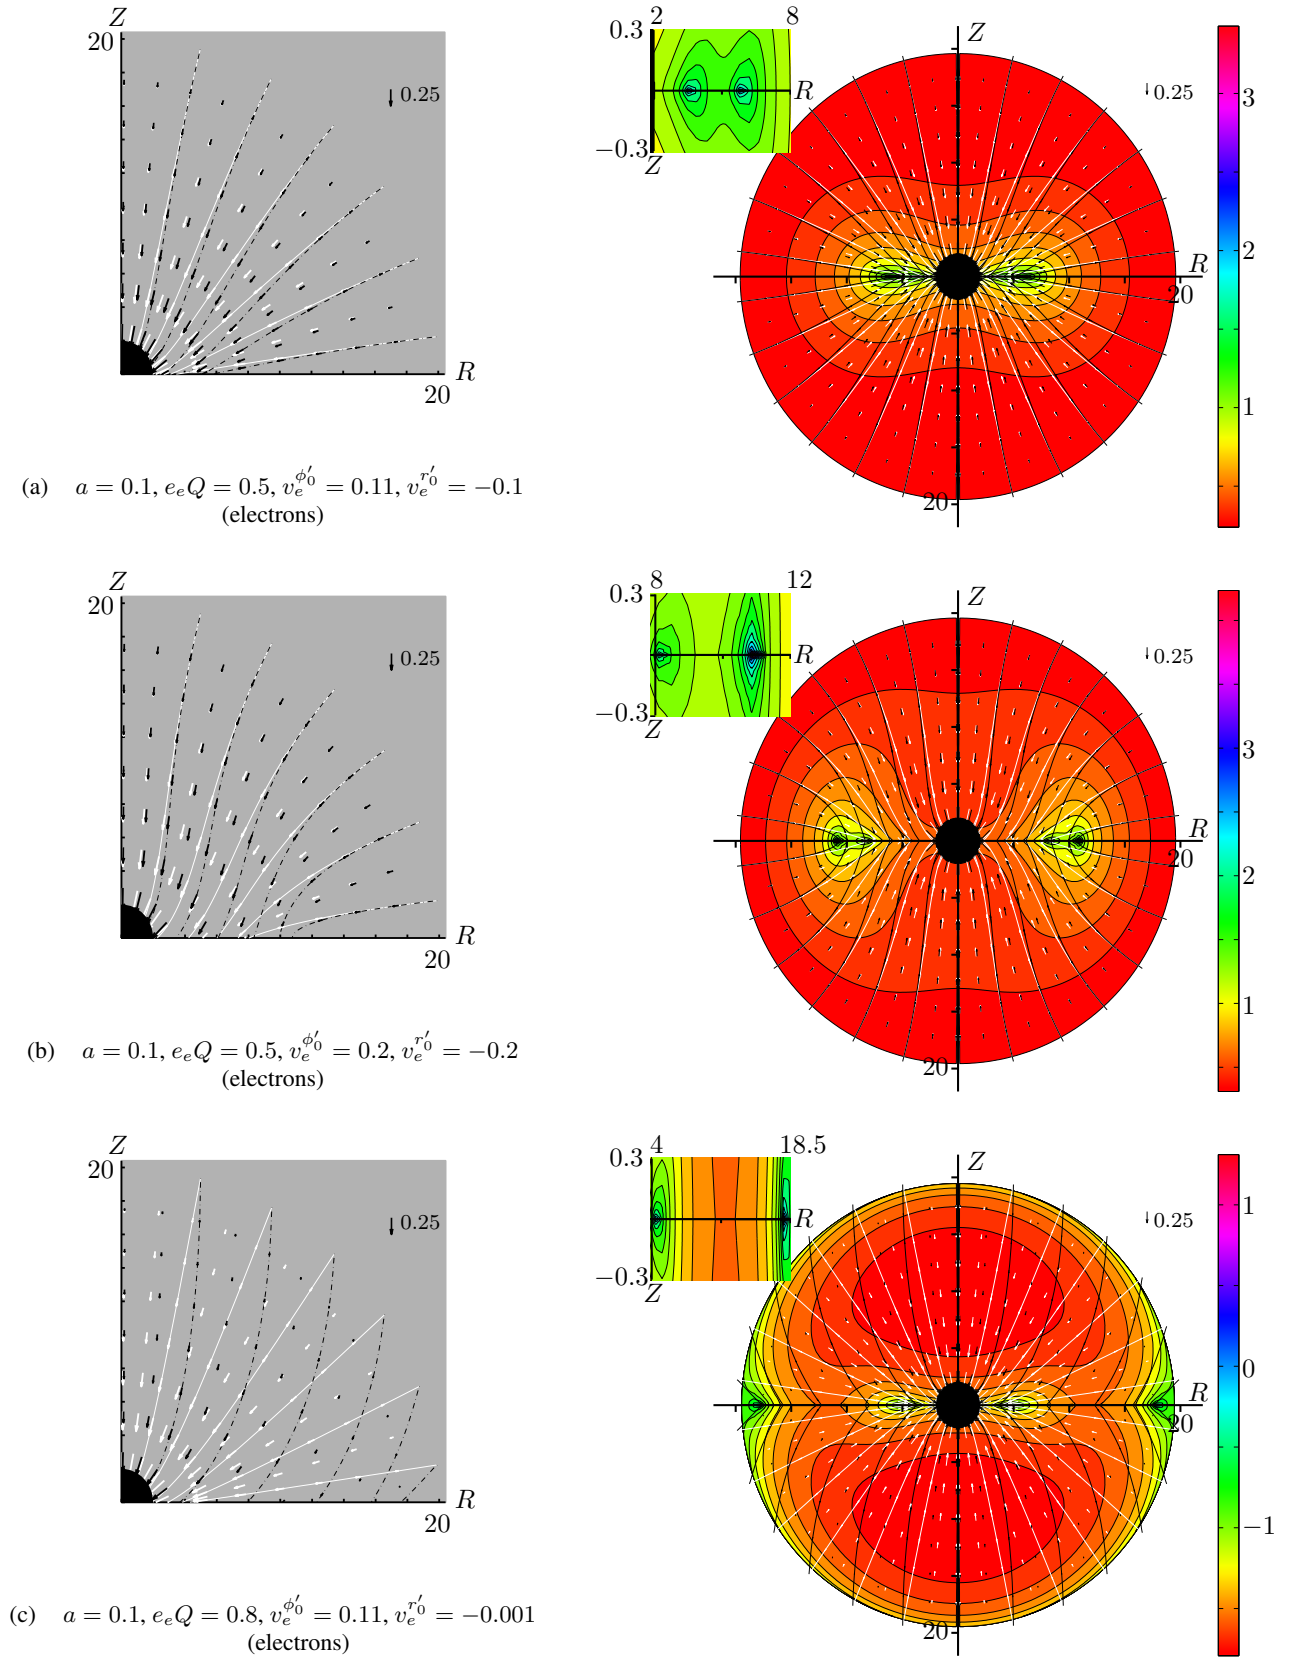 Z
20
0.25
R
20
2 8
0.3
R
−0.3
Z
Z
0.25
R
20
20
3
2
1
(a) a = 0.1, e_eQ = 0.5, v_e^{ϕ′_0} = 0.11, v_e^{r′_0} = −0.1
(electrons)
Z
20
0.25
R
20
8 12
0.3
R
−0.3
Z
Z
0.25
R
20
20
3
2
1
(b) a = 0.1, e_eQ = 0.5, v_e^{ϕ′_0} = 0.2, v_e^{r′_0} = −0.2
(electrons)
Z
20
0.25
R
20
4 18.5
0.3
R
−0.3
Z
Z
0.25
R
20
20
1
0
−1
(c) a = 0.1, e_eQ = 0.8, v_e^{ϕ′_0} = 0.11, v_e^{r′_0} = −0.001
(electrons)